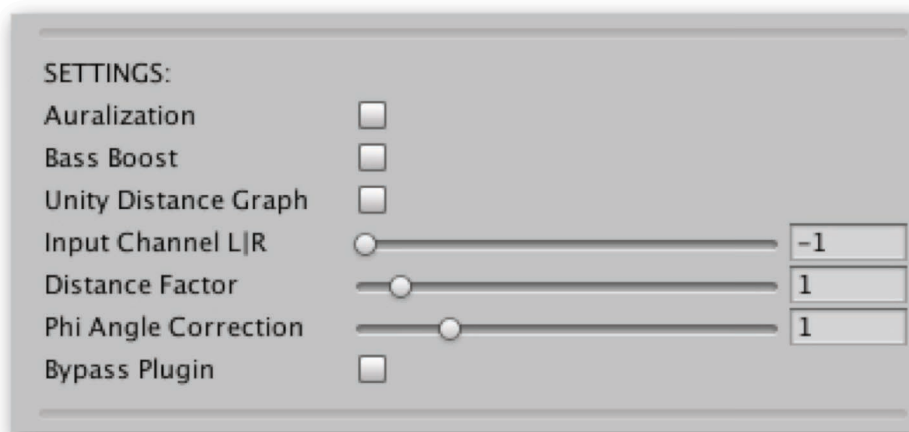 SETTINGS:
Auralization
Bass Boost
Unity Distance Graph
Input Channel L|R -1
Distance Factor 1
Phi Angle Correction 1
Bypass Plugin